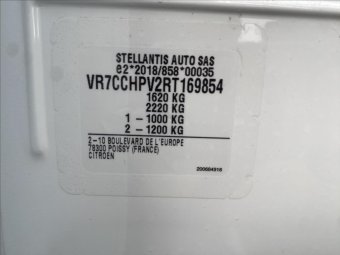 STELLANTIS AUTO SAS
e2*2018/858*00035
VR7CCHPV2RT169854
1620 KG
2220 KG
1 - 1000 KG
2 - 1200 KG
2-10 BOULEVARD DE L'EUROPE
78300 POISSY (FRANCE)
CITROEN